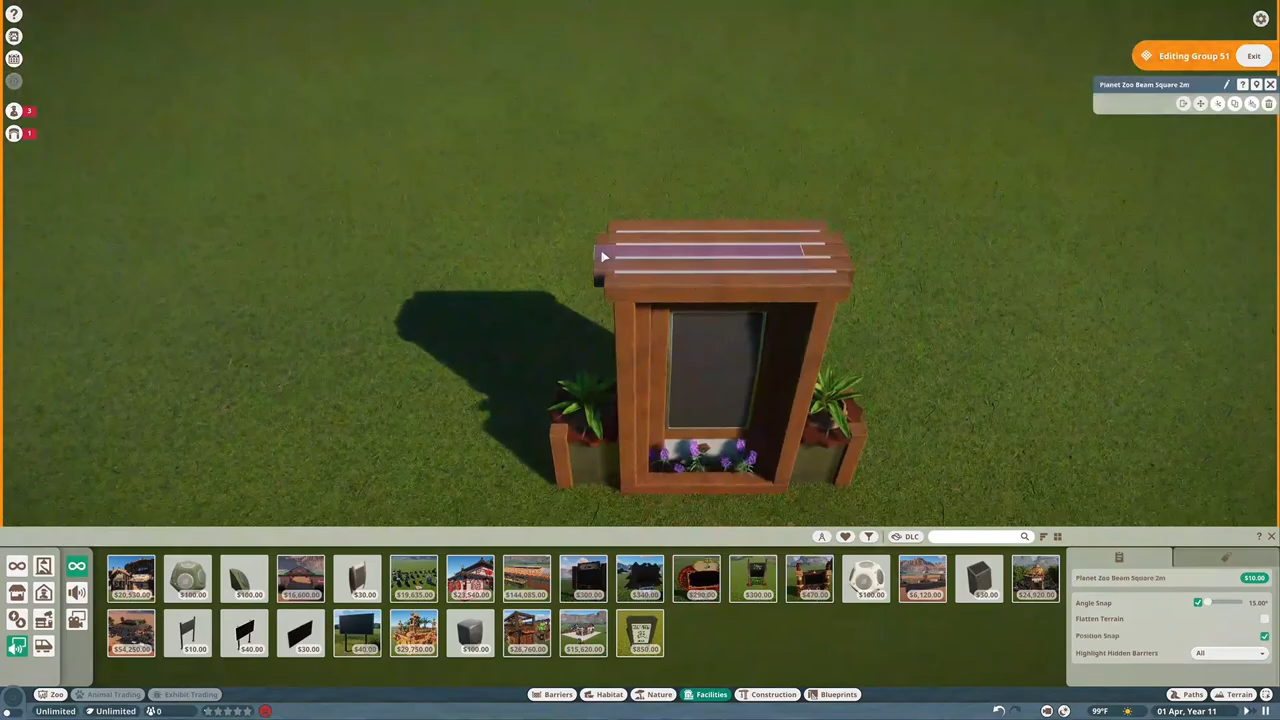 ?
Editing Group 51
Exit
Planet Zoo Beam Square 2m
?
3
1
DLC
?
$20,530.00
$100.00
$100.00
$16,600.00
$30.00
$19,635.00
$23,540.00
$144,085.00
$300.00
$340.00
$290.00
$300.00
$470.00
$100.00
$6,120.00
$30.00
$24,920.00
$54,250.00
$10.00
$40.00
$30.00
$40.00
$29,750.00
$100.00
$26,760.00
$15,620.00
$850.00
Planet Zoo Beam Square 2m
$10.00
Angle Snap
15.00°
Flatten Terrain
Position Snap
Highlight Hidden Barriers
All
Zoo
Animal Trading
Exhibit Trading
Barriers
Habitat
Nature
Facilities
Construction
Blueprints
Paths
Terrain
Unlimited
Unlimited
0
99°F
01 Apr, Year 11